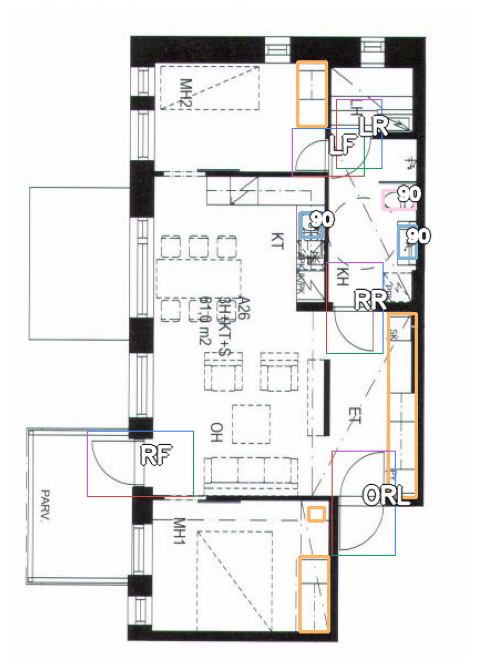 MH2
LH
LR
LF
90
90
90
KT
KH
RR
A26
3H+KT+S
61,0 m2
SK
ET
OH
RF
ORL
PARV.
MH1